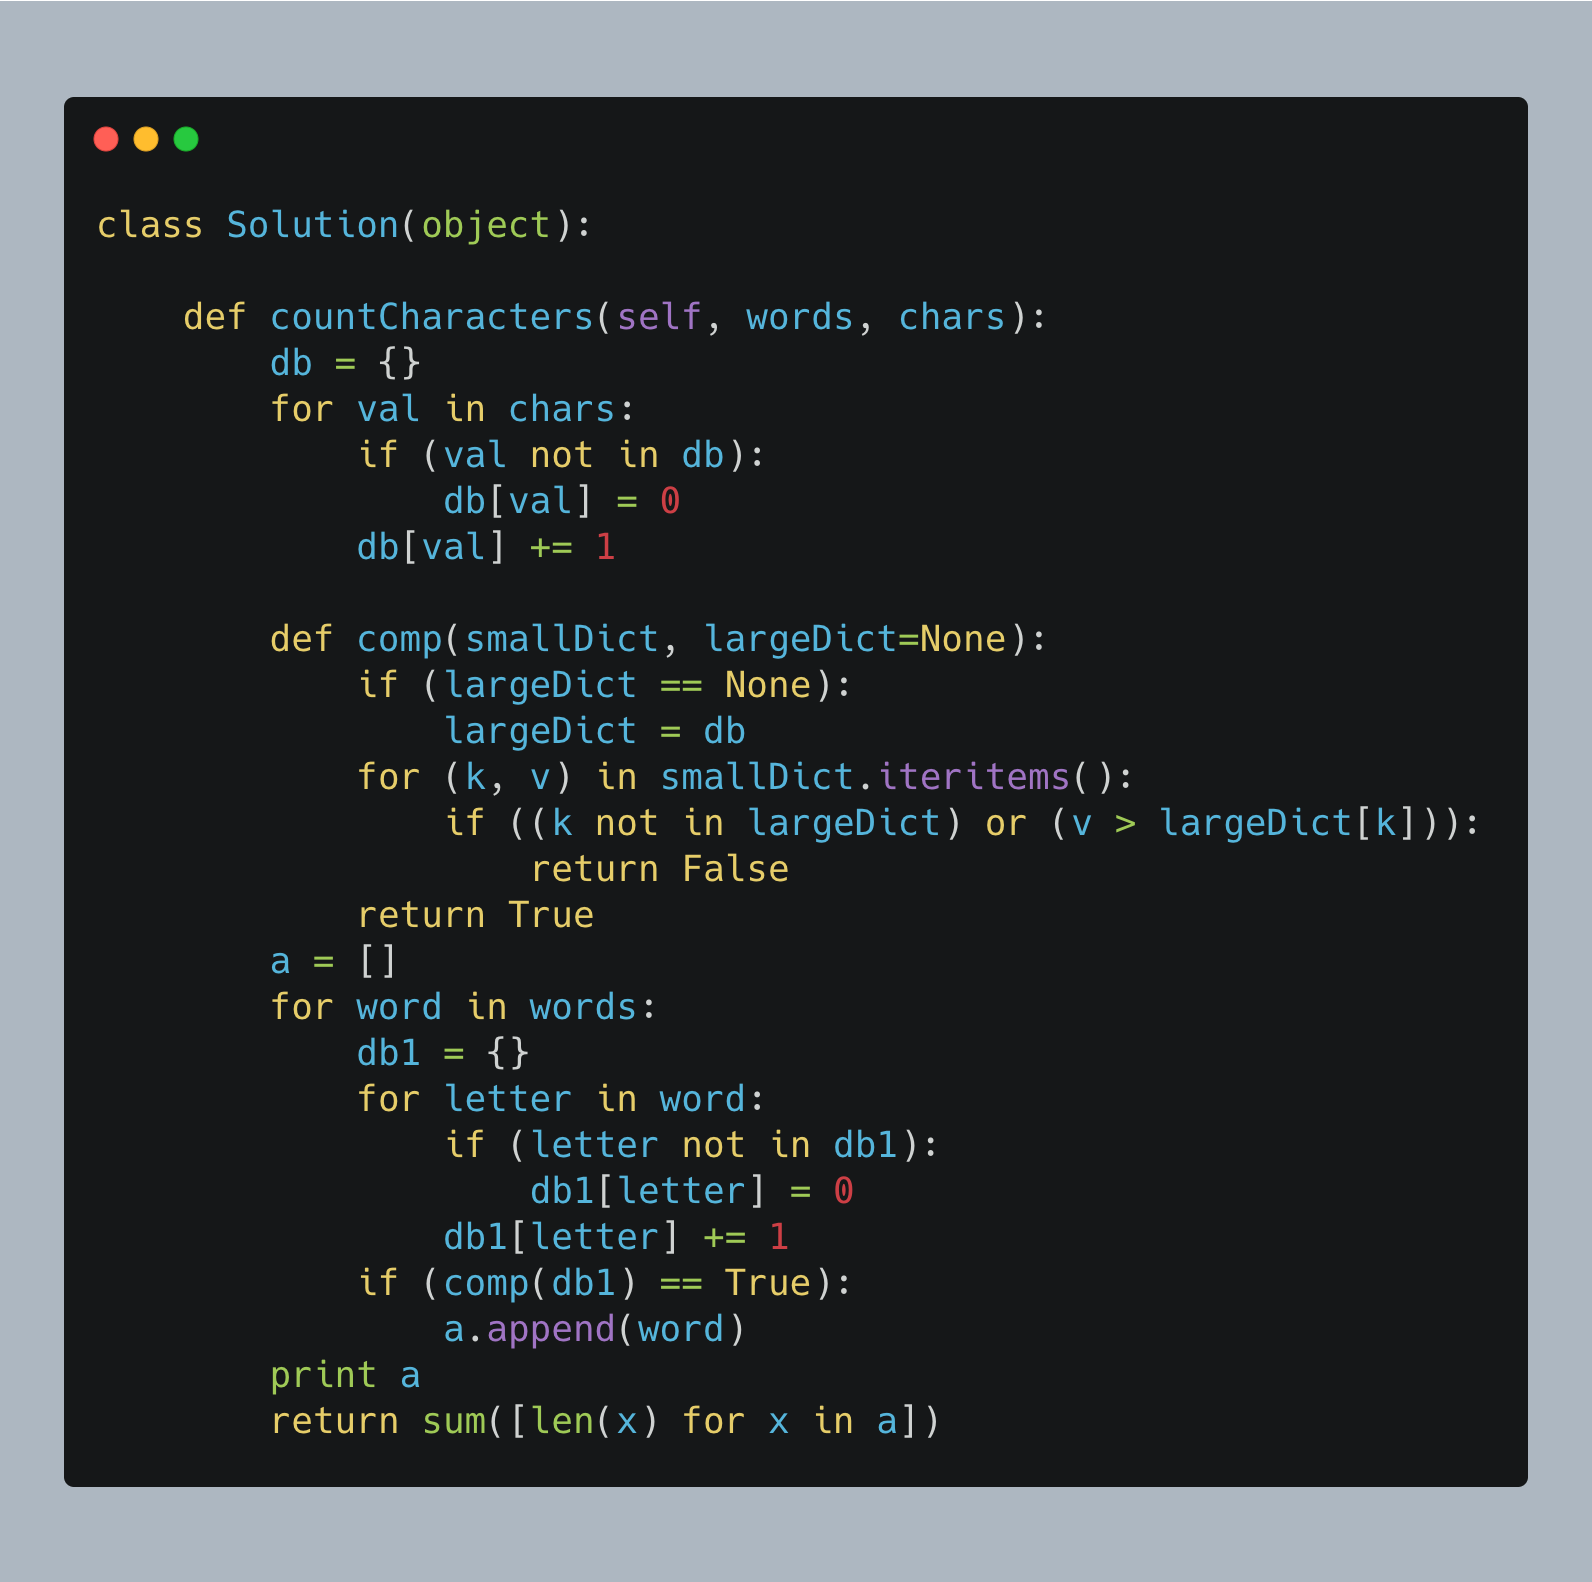 class Solution(object):

    def countCharacters(self, words, chars):
        db = {}
        for val in chars:
            if (val not in db):
                db[val] = 0
            db[val] += 1

        def comp(smallDict, largeDict=None):
            if (largeDict == None):
                largeDict = db
            for (k, v) in smallDict.iteritems():
                if ((k not in largeDict) or (v > largeDict[k])):
                    return False
            return True
        a = []
        for word in words:
            db1 = {}
            for letter in word:
                if (letter not in db1):
                    db1[letter] = 0
                db1[letter] += 1
            if (comp(db1) == True):
                a.append(word)
        print a
        return sum([len(x) for x in a])